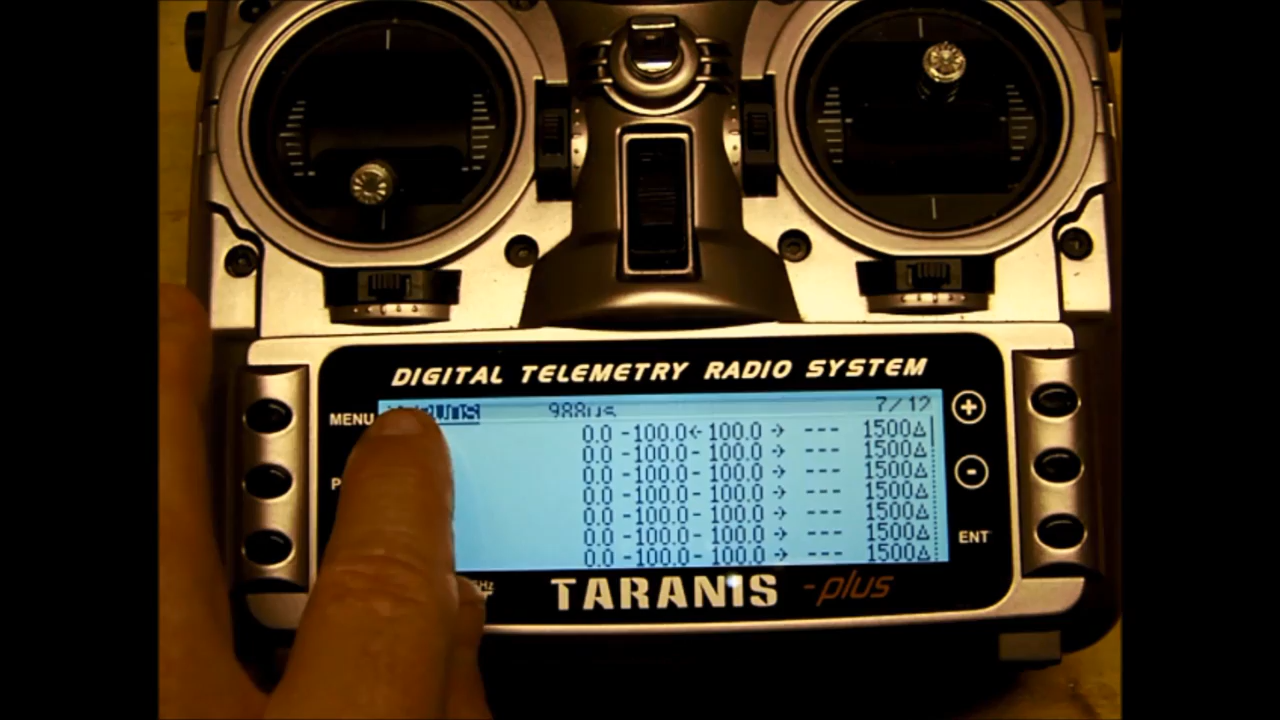 DIGITAL TELEMETRY RADIO SYSTEM
MENU 988us 7/12
0.0 -100.0← 100.0 → --- 1500Δ
0.0 -100.0- 100.0 → --- 1500Δ
0.0 -100.0- 100.0 → --- 1500Δ
0.0 -100.0- 100.0 → --- 1500Δ
0.0 -100.0- 100.0 → --- 1500Δ
0.0 -100.0- 100.0 → --- 1500Δ
0.0 -100.0- 100.0 → --- 1500Δ
+
-
ENT
TARANIS -plus